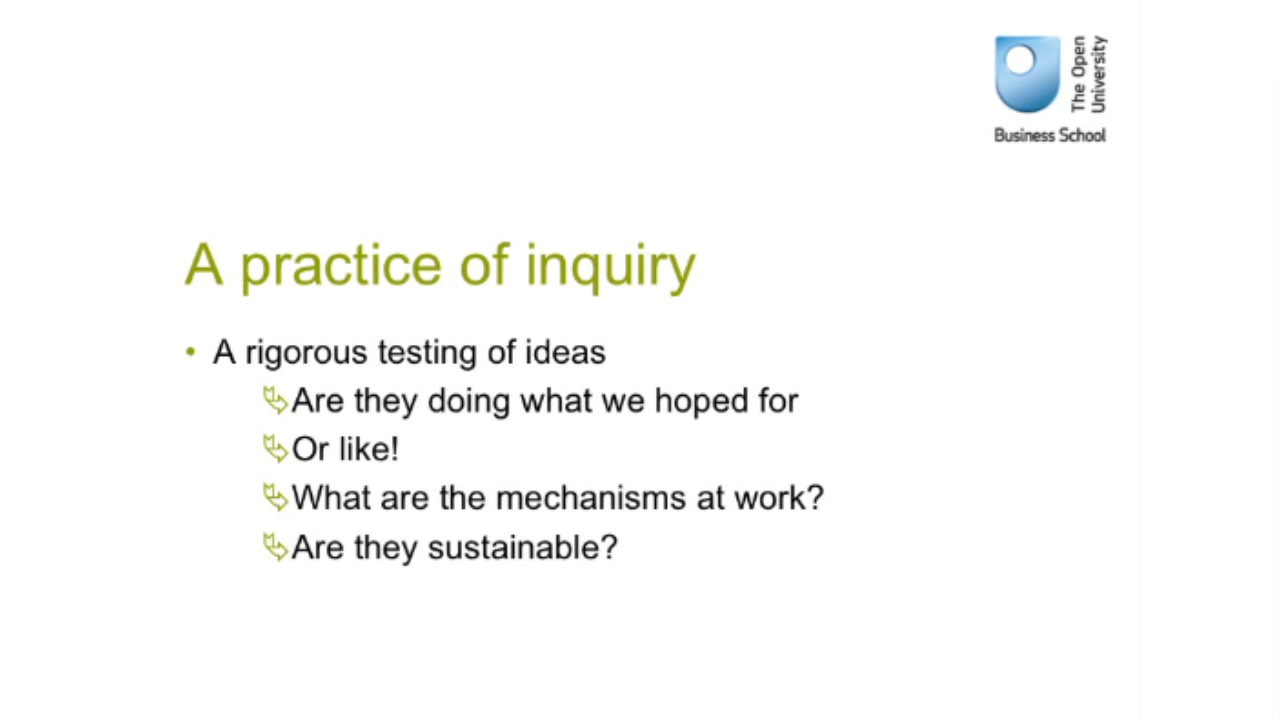 The Open
University
Business School
A practice of inquiry
• A rigorous testing of ideas
Are they doing what we hoped for
Or like!
What are the mechanisms at work?
Are they sustainable?